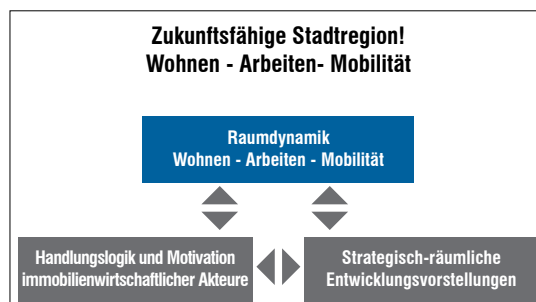 Zukunftsfähige Stadtregion!
Wohnen - Arbeiten- Mobilität
Raumdynamik
Wohnen - Arbeiten - Mobilität
Handlungslogik und Motivation
immobilienwirtschaftlicher Akteure
Strategisch-räumliche
Entwicklungsvorstellungen